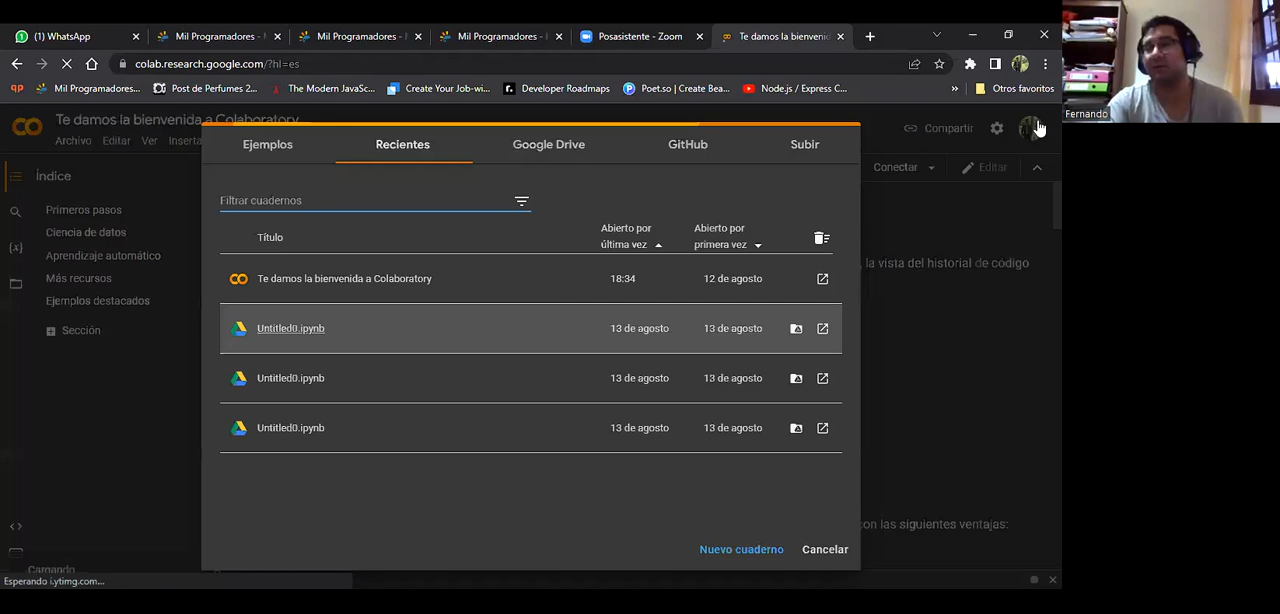 (1) WhatsApp
Mil Programadores -
Mil Programadores -
Mil Programadores -
Posasistente - Zoom
Te damos la bienvenid
colab.research.google.com/?hl=es
Mil Programadores...
Post de Perfumes 2...
The Modern JavaS...
Create Your Job-wi...
Developer Roadmaps
Poet.so | Create Bea...
Node.js / Express C...
»
Otros favoritos
Fernando
Te damos la bienvenida a Colaboratory
Archivo Editar Ver Inserta
Compartir
Ejemplos
Recientes
Google Drive
GitHub
Subir
Conectar
Editar
Índice
Filtrar cuadernos
Primeros pasos
Ciencia de datos
Aprendizaje automático
Más recursos
Ejemplos destacados
Sección
Título
Abierto por
última vez
Abierto por
primera vez
, la vista del historial de código
Te damos la bienvenida a Colaboratory 18:34 12 de agosto
Untitled0.ipynb 13 de agosto 13 de agosto
Untitled0.ipynb 13 de agosto 13 de agosto
Untitled0.ipynb 13 de agosto 13 de agosto
con las siguientes ventajas:
Nuevo cuaderno
Cancelar
Cargando
Esperando i.ytimg.com...